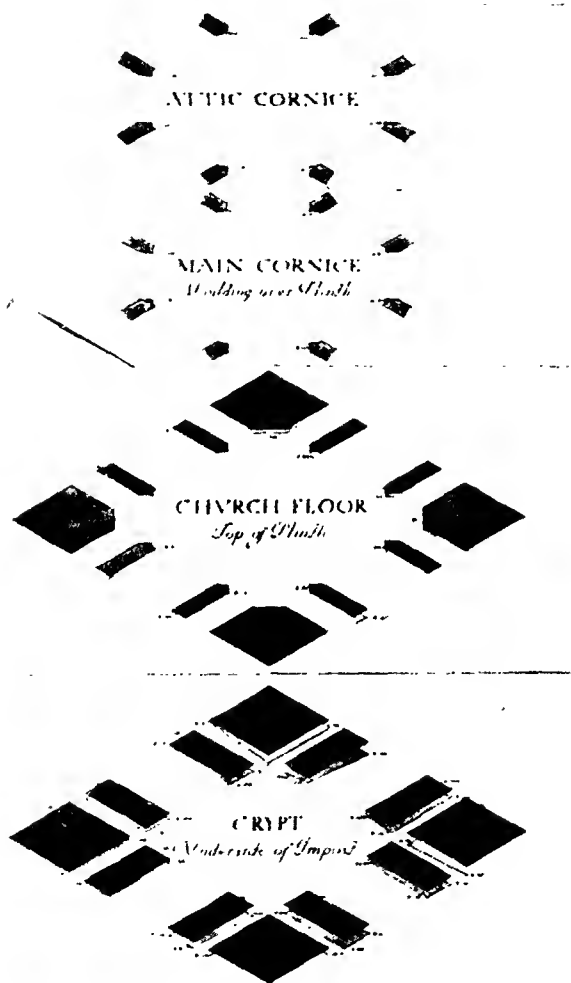 ATTIC CORNICE
MAIN CORNICE
Moulding over Plinth
CHVRCH FLOOR
Top of Plinth
CRYPT
Underside of Impost